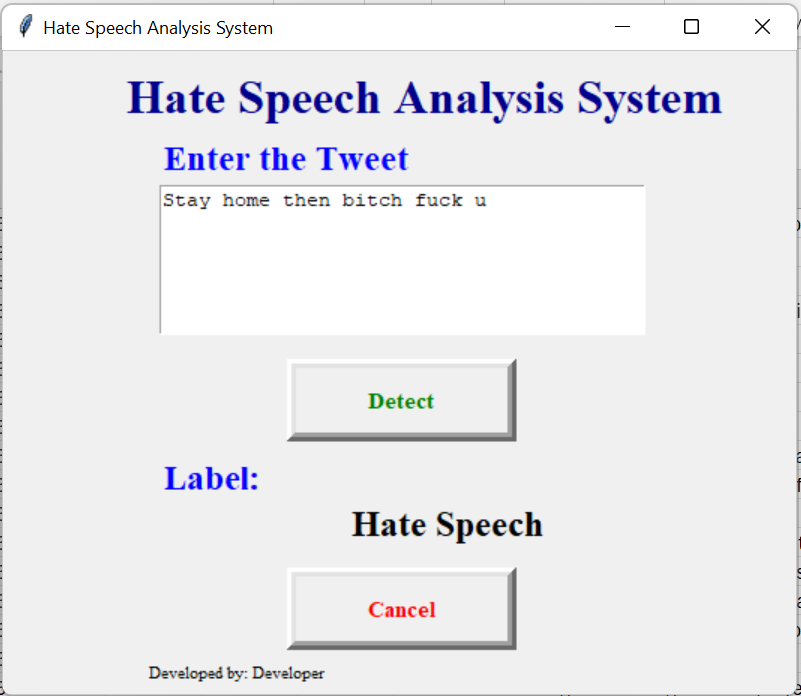 Hate Speech Analysis System
Hate Speech Analysis System
Enter the Tweet
Stay home then bitch fuck u
Detect
Label:
Hate Speech
Cancel
Developed by: Developer